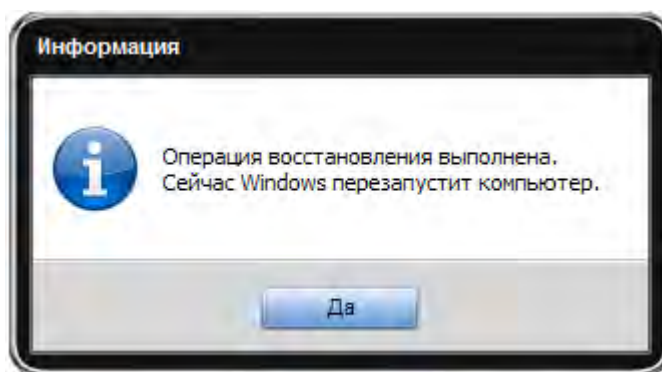 Информация
Операция восстановления выполнена.
Сейчас Windows перезапустит компьютер.
Да